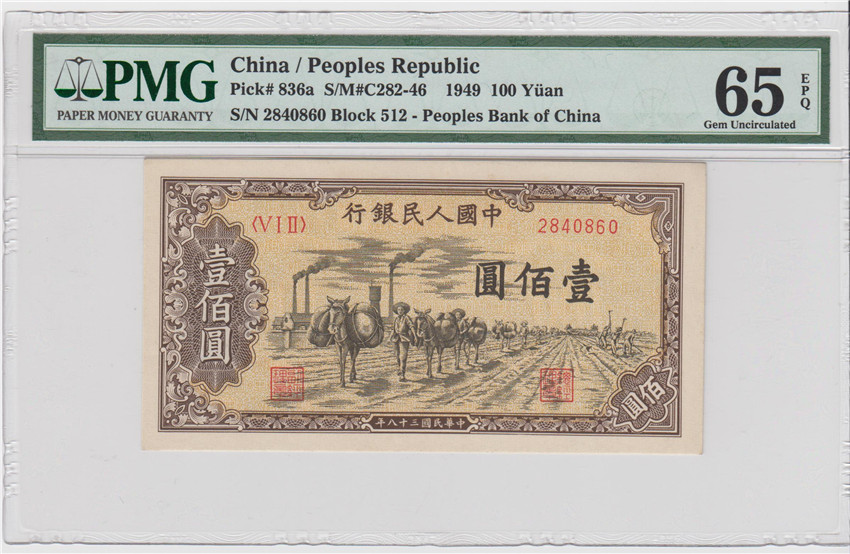 PMG
PAPER MONEY GUARANTY
China / Peoples Republic
Pick# 836a S/M#C282-46 1949 100 Yüan
S/N 2840860 Block 512 - Peoples Bank of China
65 EPQ
Gem Uncirculated
行銀民人國中
〈VIII〉
2840860
圓佰壹
壹佰圓
佰圓
年八十三國民華中